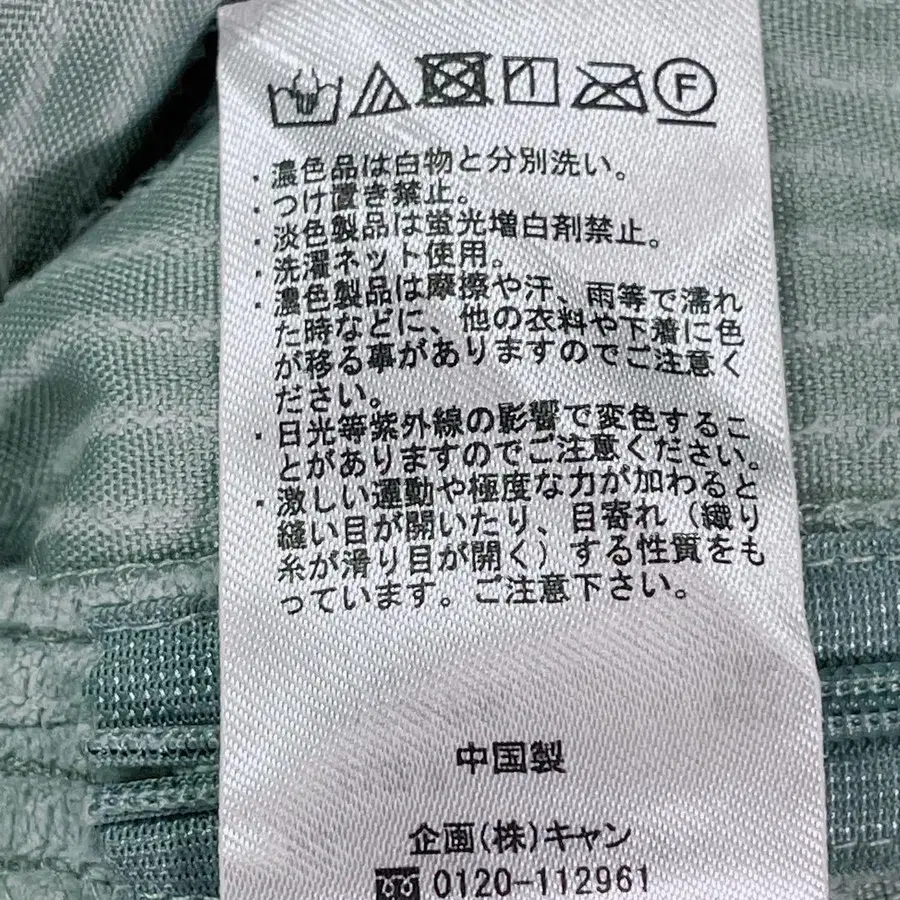 F
・濃色品は白物と分別洗い。
・つけ置き禁止。
・淡色製品は蛍光増白剤禁止。
・洗濯ネット使用。
・濃色製品は摩擦や汗、雨等で濡れ
た時などに、他の衣料や下着に色
が移る事がありますのでご注意く
ださい。
・日光等紫外線の影響で変色するこ
とがありますのでご注意ください。
・激しい運動や極度な力が加わると
縫い目が開いたり、目寄れ(織り
糸が滑り目が開く)する性質をも
っています。ご注意下さい。
中国製
企画(株)キャン
0120-112961